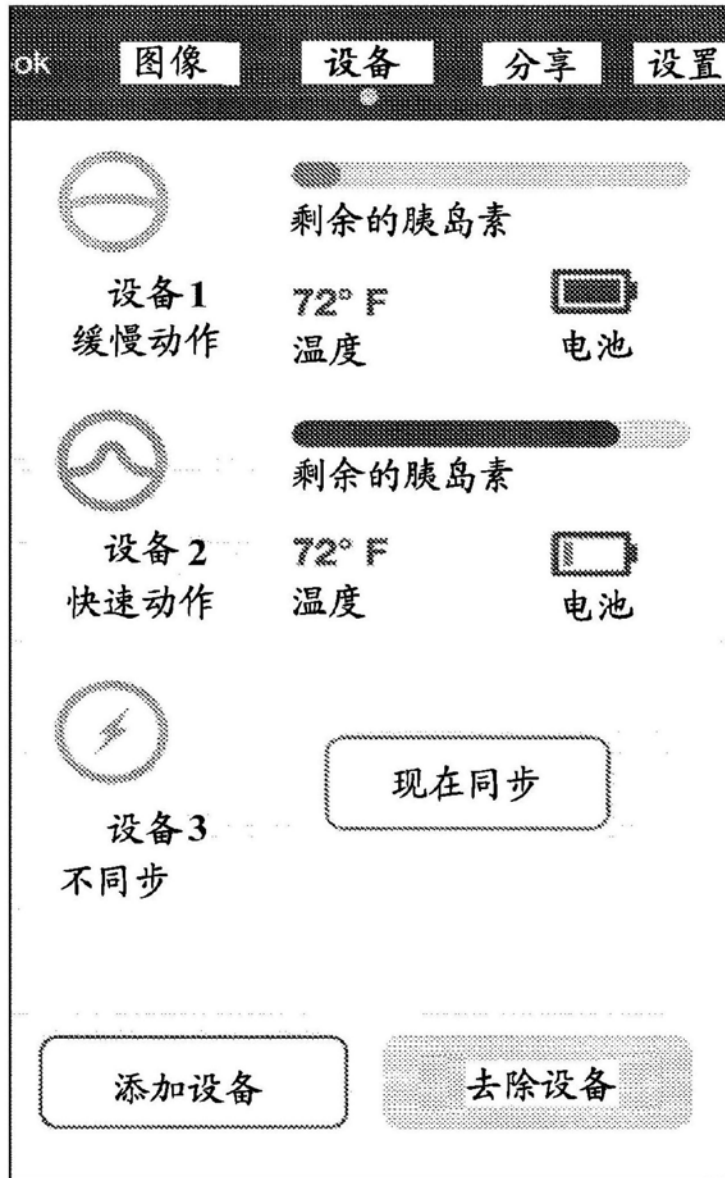 ok 图像 设备 分享 设置
剩余的胰岛素
设备1
缓慢动作
72° F
温度
电池
剩余的胰岛素
设备2
快速动作
72° F
温度
电池
设备3
不同步
现在同步
添加设备 去除设备